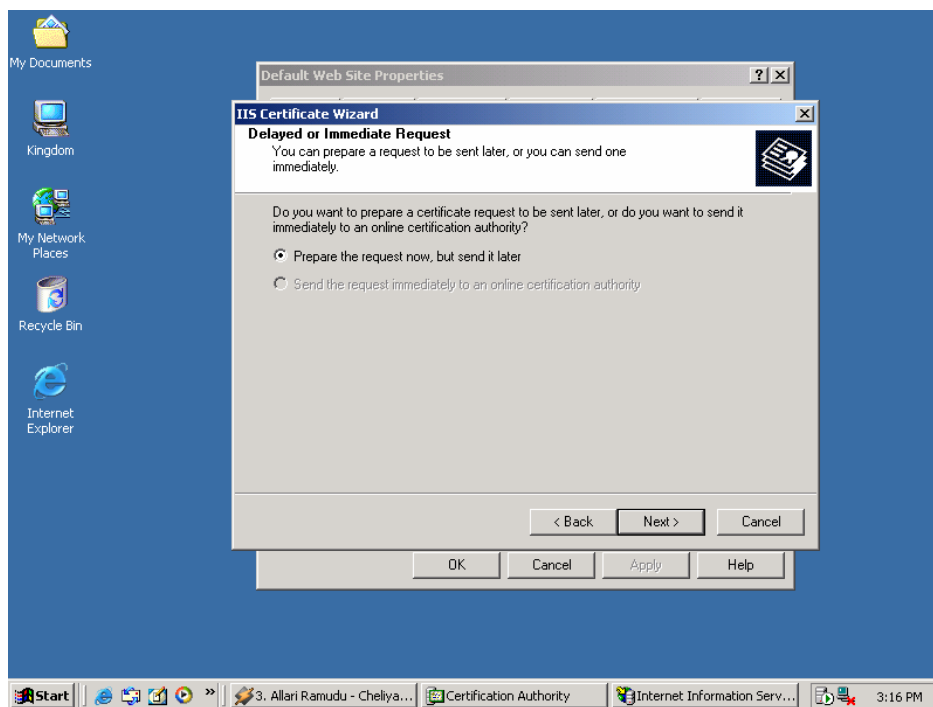 My Documents
Kingdom
My Network
Places
Recycle Bin
Internet
Explorer
Default Web Site Properties
IIS Certificate Wizard
Delayed or Immediate Request
You can prepare a request to be sent later, or you can send one
immediately.
Do you want to prepare a certificate request to be sent later, or do you want to send it
immediately to an online certification authority?
Prepare the request now, but send it later
Send the request immediately to an online certification authority
< Back
Next >
Cancel
OK
Cancel
Apply
Help
Start
»
3. Allari Ramudu - Cheliya...
Certification Authority
Internet Information Serv...
3:16 PM